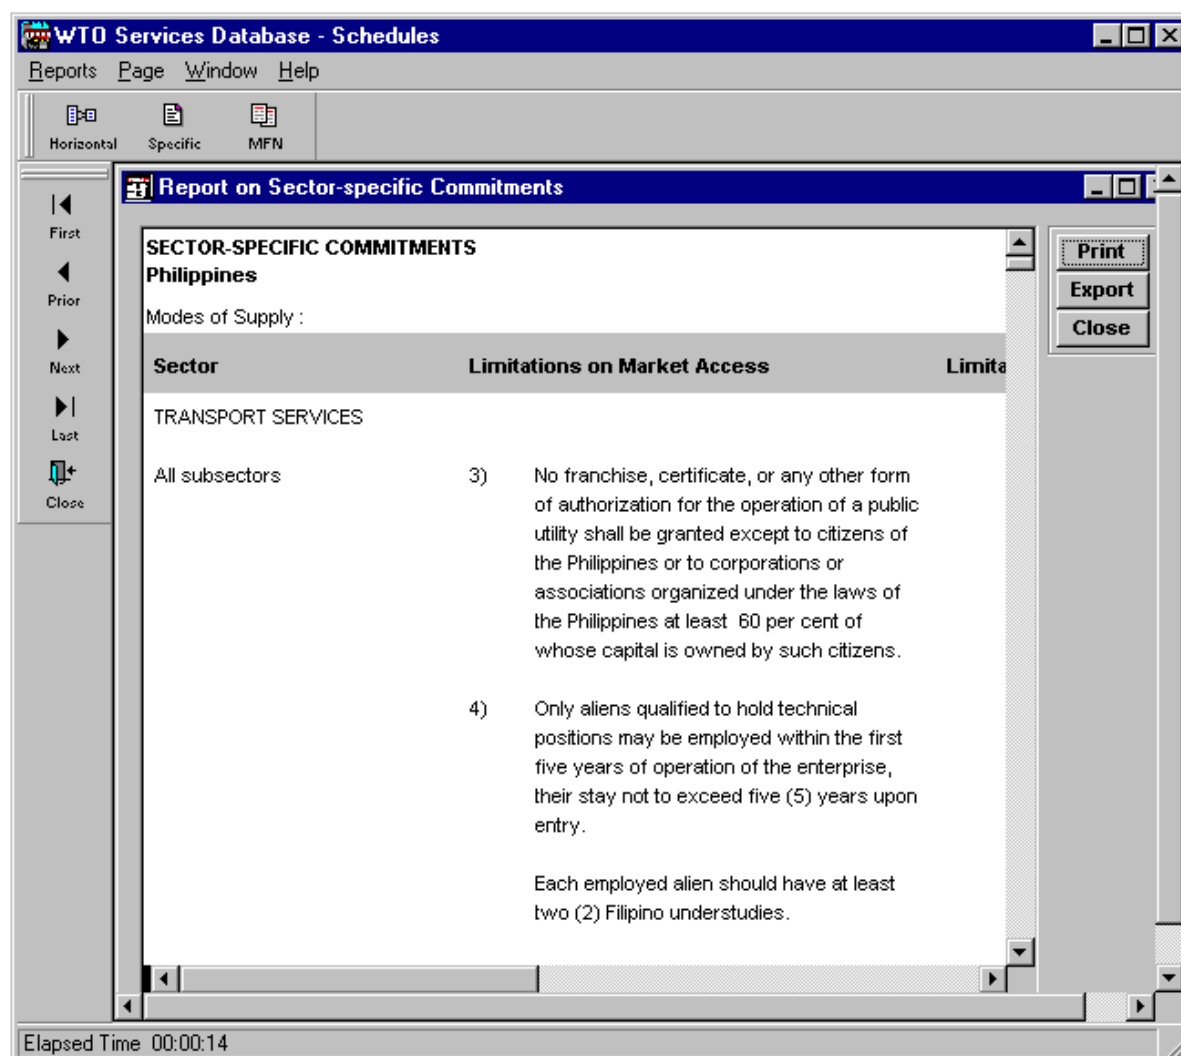 WTO Services Database - Schedules
Reports Page Window Help
Horizontal Specific MFN
Report on Sector-specific Commitments
First
Prior
Next
Last
Close
SECTOR-SPECIFIC COMMITMENTS
Philippines
Modes of Supply :
Sector Limitations on Market Access Limita
TRANSPORT SERVICES
All subsectors 3) No franchise, certificate, or any other form
of authorization for the operation of a public
utility shall be granted except to citizens of
the Philippines or to corporations or
associations organized under the laws of
the Philippines at least 60 per cent of
whose capital is owned by such citizens.
4) Only aliens qualified to hold technical
positions may be employed within the first
five years of operation of the enterprise,
their stay not to exceed five (5) years upon
entry.
Each employed alien should have at least
two (2) Filipino understudies.
Print
Export
Close
Elapsed Time 00:00:14